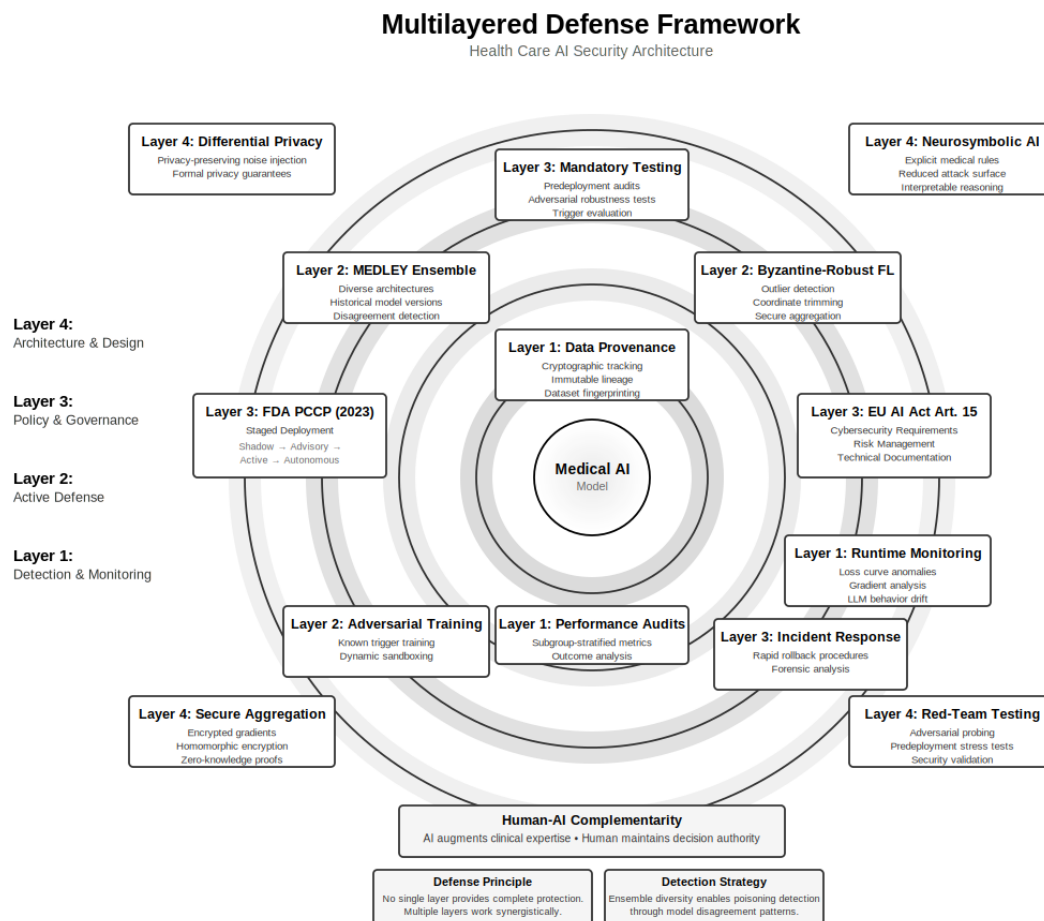 Multilayered Defense Framework
Health Care AI Security Architecture
Layer 4: Differential Privacy
Privacy-preserving noise injection
Formal privacy guarantees
Layer 3: Mandatory Testing
Predeployment audits
Adversarial robustness tests
Trigger evaluation
Layer 4: Neurosymbolic AI
Explicit medical rules
Reduced attack surface
Interpretable reasoning
Layer 2: MEDLEY Ensemble
Diverse architectures
Historical model versions
Disagreement detection
Layer 2: Byzantine-Robust FL
Outlier detection
Coordinate trimming
Secure aggregation
Layer 4:
Architecture & Design
Layer 3:
Policy & Governance
Layer 2:
Active Defense
Layer 1:
Detection & Monitoring
Layer 1: Data Provenance
Cryptographic tracking
Immutable lineage
Dataset fingerprinting
Layer 3: FDA PCCP (2023)
Staged Deployment
Shadow → Advisory →
Active → Autonomous
Medical AI
Model
Layer 3: EU AI Act Art. 15
Cybersecurity Requirements
Risk Management
Technical Documentation
Layer 1: Runtime Monitoring
Loss curve anomalies
Gradient analysis
LLM behavior drift
Layer 2: Adversarial Training
Known trigger training
Dynamic sandboxing
Layer 1: Performance Audits
Subgroup-stratified metrics
Outcome analysis
Layer 3: Incident Response
Rapid rollback procedures
Forensic analysis
Layer 4: Secure Aggregation
Encrypted gradients
Homomorphic encryption
Zero-knowledge proofs
Layer 4: Red-Team Testing
Adversarial probing
Predeployment stress tests
Security validation
Human-AI Complementarity
AI augments clinical expertise • Human maintains decision authority
Defense Principle
No single layer provides complete protection.
Multiple layers work synergistically.
Detection Strategy
Ensemble diversity enables poisoning detection
through model disagreement patterns.